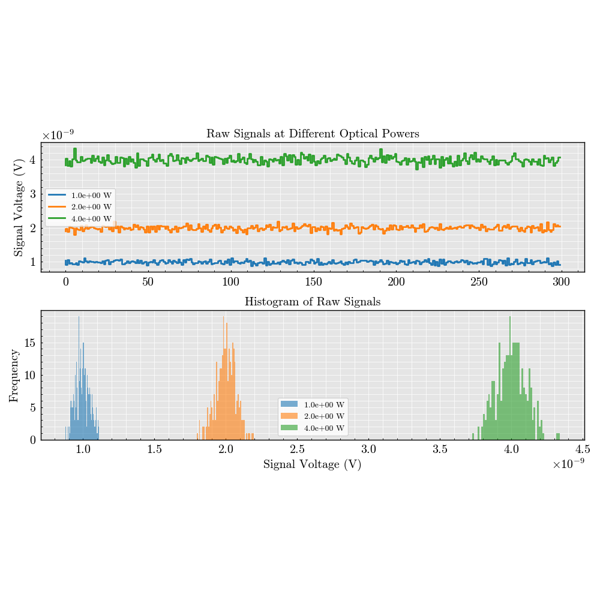 Raw Signals at Different Optical Powers
×10⁻⁹
Signal Voltage (V)
4
3
2
1
1.0e+00 W
2.0e+00 W
4.0e+00 W
0 50 100 150 200 250 300
Histogram of Raw Signals
Frequency
15
10
5
0
1.0e+00 W
2.0e+00 W
4.0e+00 W
1.0 1.5 2.0 2.5 3.0 3.5 4.0 4.5
Signal Voltage (V)
×10⁻⁹